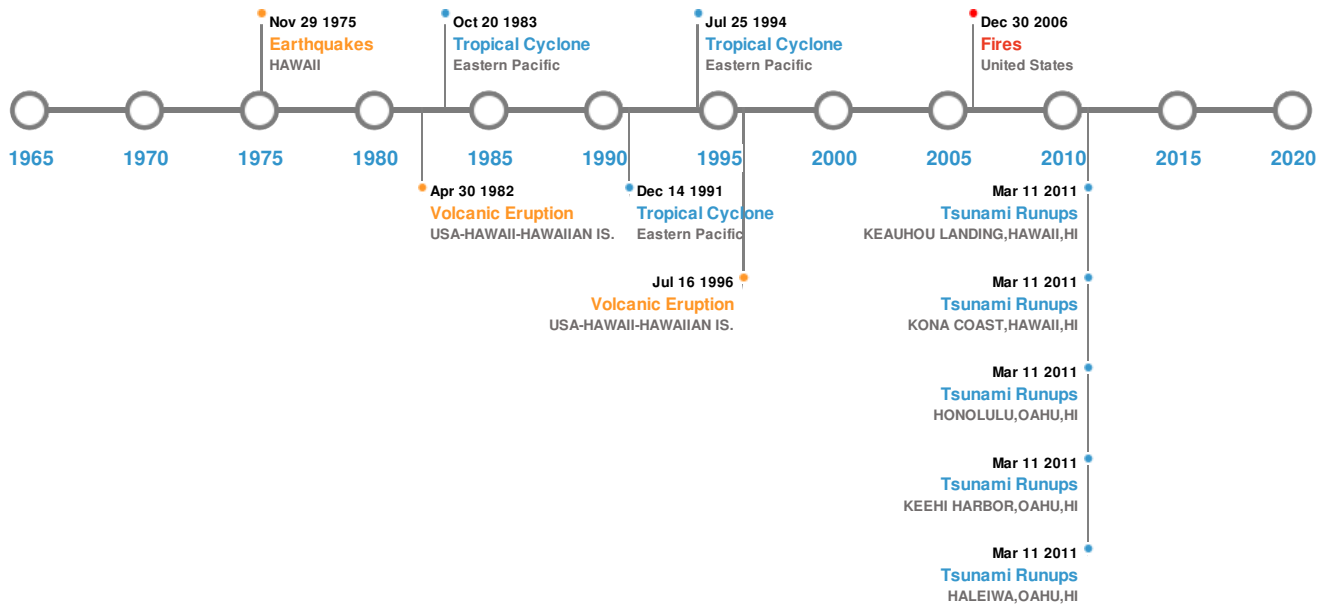 Nov 29 1975
Earthquakes
HAWAII
Oct 20 1983
Tropical Cyclone
Eastern Pacific
Jul 25 1994
Tropical Cyclone
Eastern Pacific
Dec 30 2006
Fires
United States
1965 1970 1975 1980 1985 1990 1995 2000 2005 2010 2015 2020
Apr 30 1982
Volcanic Eruption
USA-HAWAII-HAWAIIAN IS.
Dec 14 1991
Tropical Cyclone
Eastern Pacific
Jul 16 1996
Volcanic Eruption
USA-HAWAII-HAWAIIAN IS.
Mar 11 2011
Tsunami Runups
KEAUHOU LANDING,HAWAII,HI
Mar 11 2011
Tsunami Runups
KONA COAST,HAWAII,HI
Mar 11 2011
Tsunami Runups
HONOLULU,OAHU,HI
Mar 11 2011
Tsunami Runups
KEEHI HARBOR,OAHU,HI
Mar 11 2011
Tsunami Runups
HALEIWA,OAHU,HI